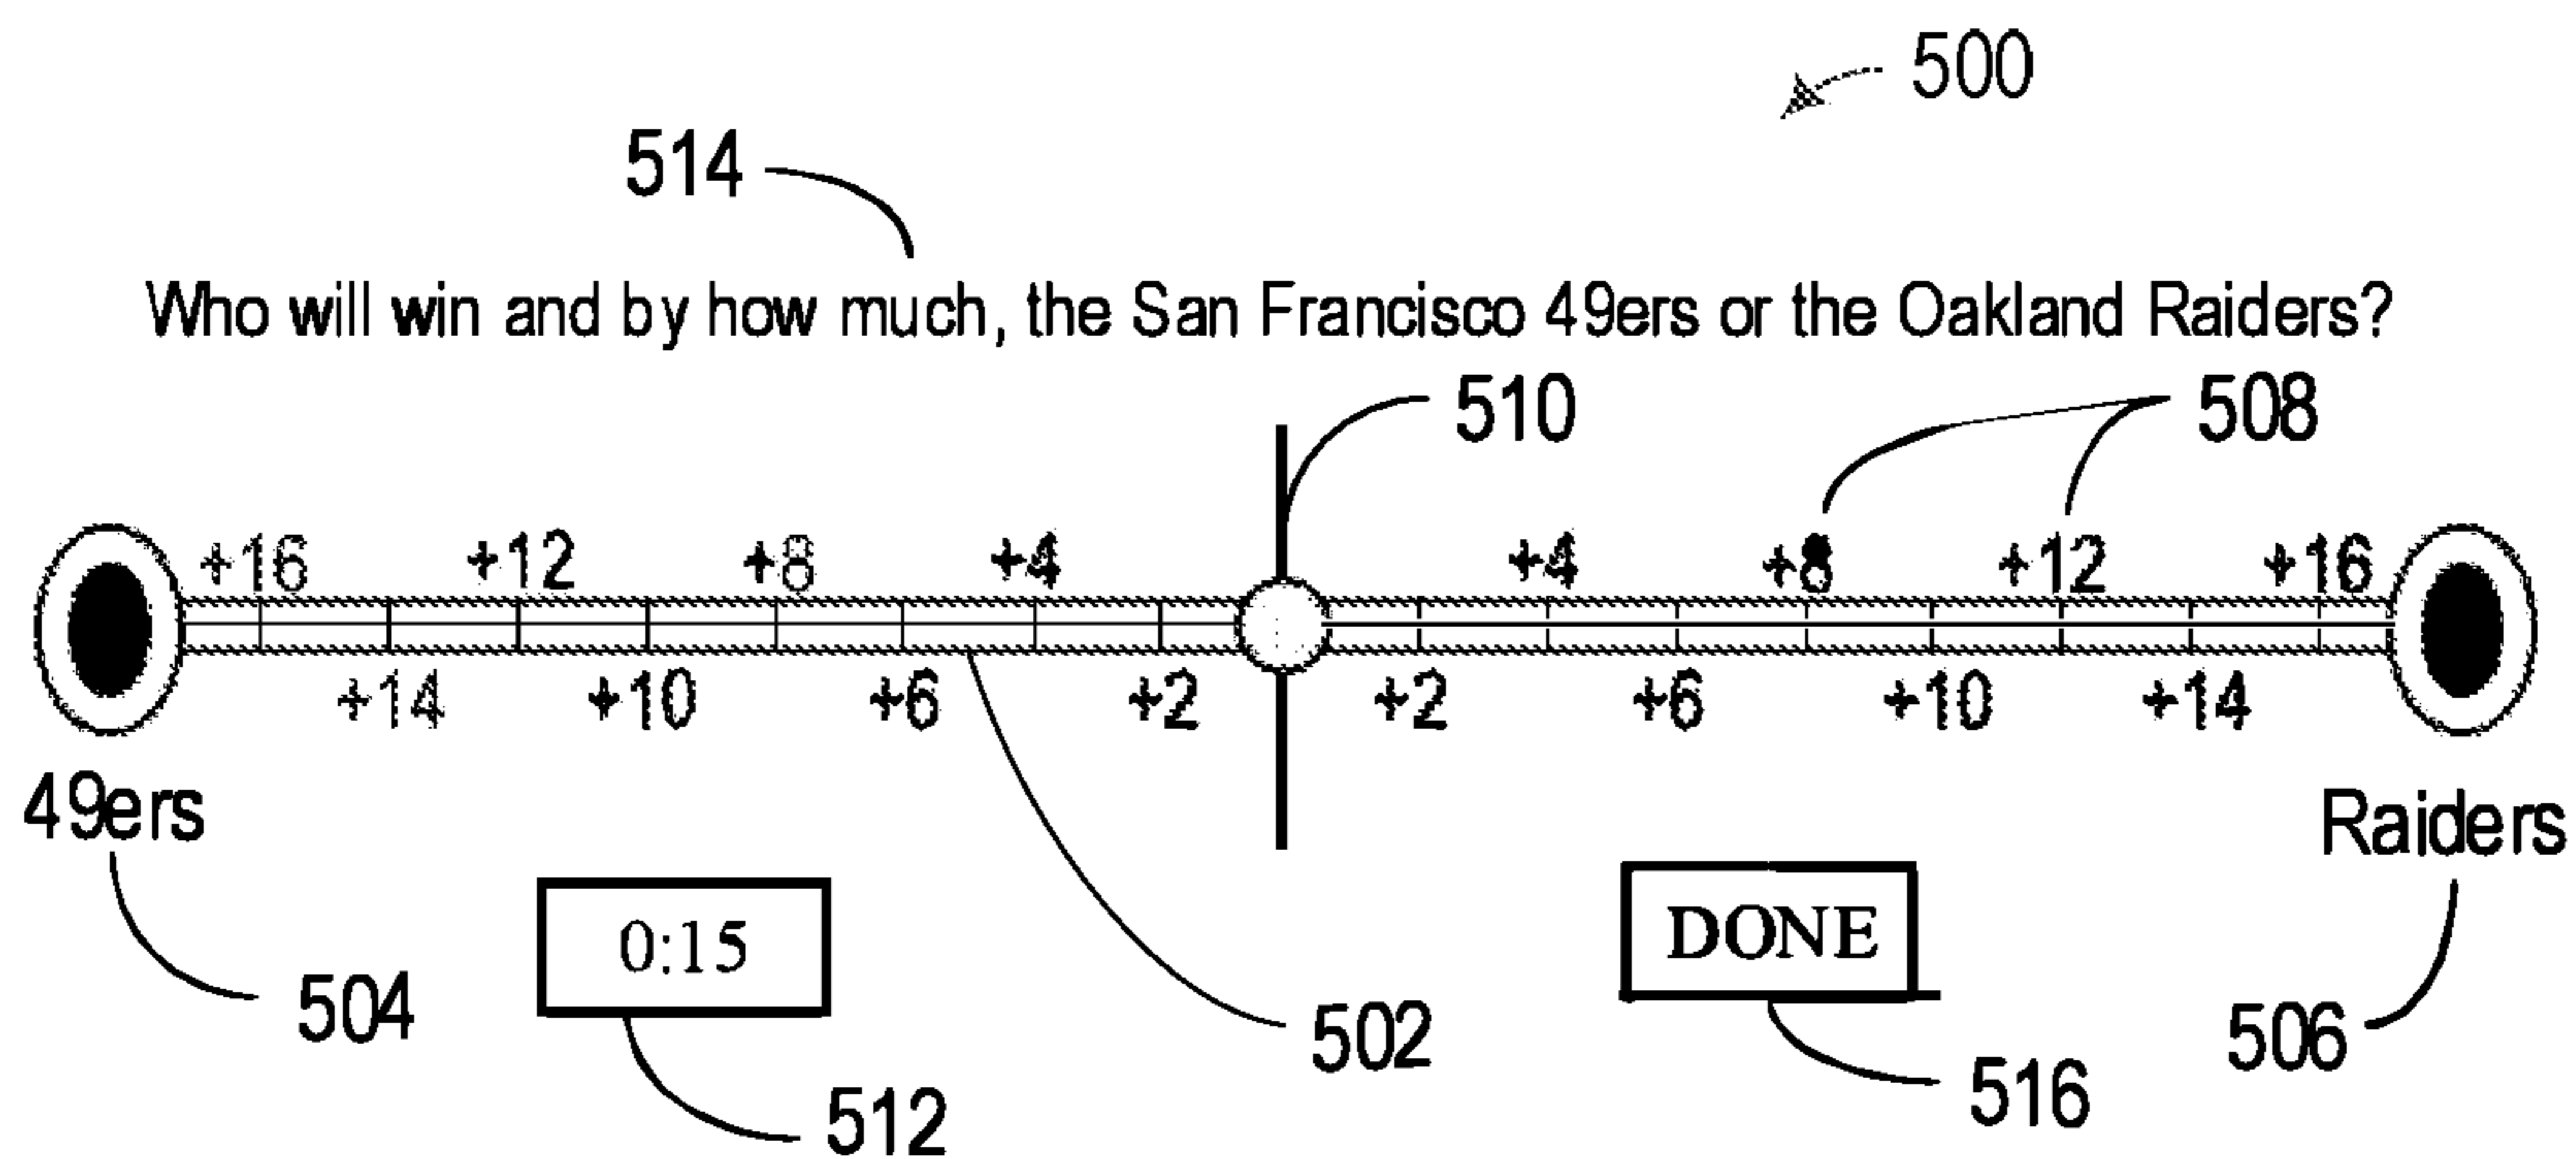 500
514
Who will win and by how much, the San Francisco 49ers or the Oakland Raiders?
510
508
+16 +12 +8 +4 +4 +8 +12 +16
+14 +10 +6 +2 +2 +6 +10 +14
49ers
Raiders
0:15
DONE
504
502
506
512
516